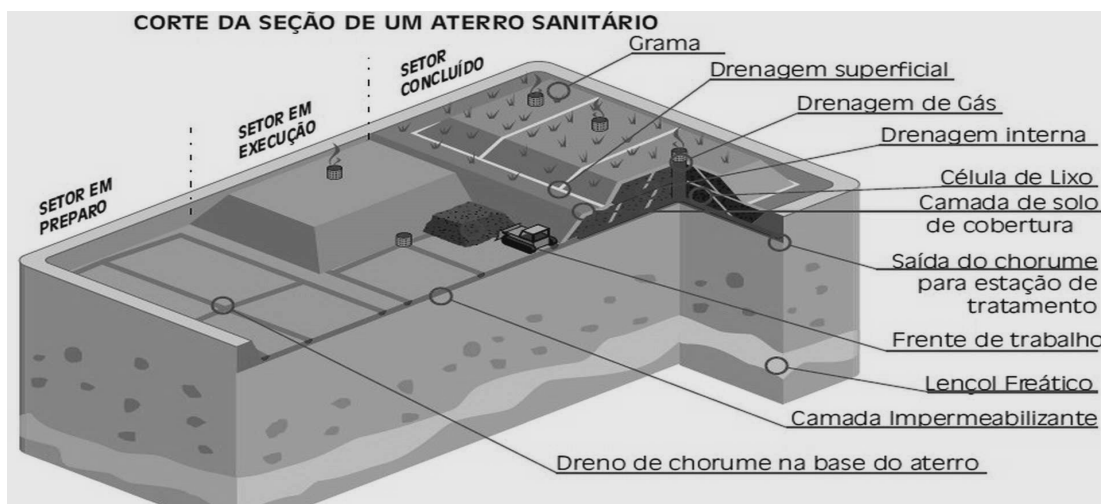 CORTE DA SEÇÃO DE UM ATERRO SANITÁRIO
SETOR EM
PREPARO
SETOR EM
EXECUÇÃO
SETOR
CONCLUÍDO
Grama
Drenagem superficial
Drenagem de Gás
Drenagem interna
Célula de Lixo
Camada de solo
de cobertura
Saída do chorume
para estação de
tratamento
Frente de trabalho
Lençol Freático
Camada Impermeabilizante
Dreno de chorume na base do aterro